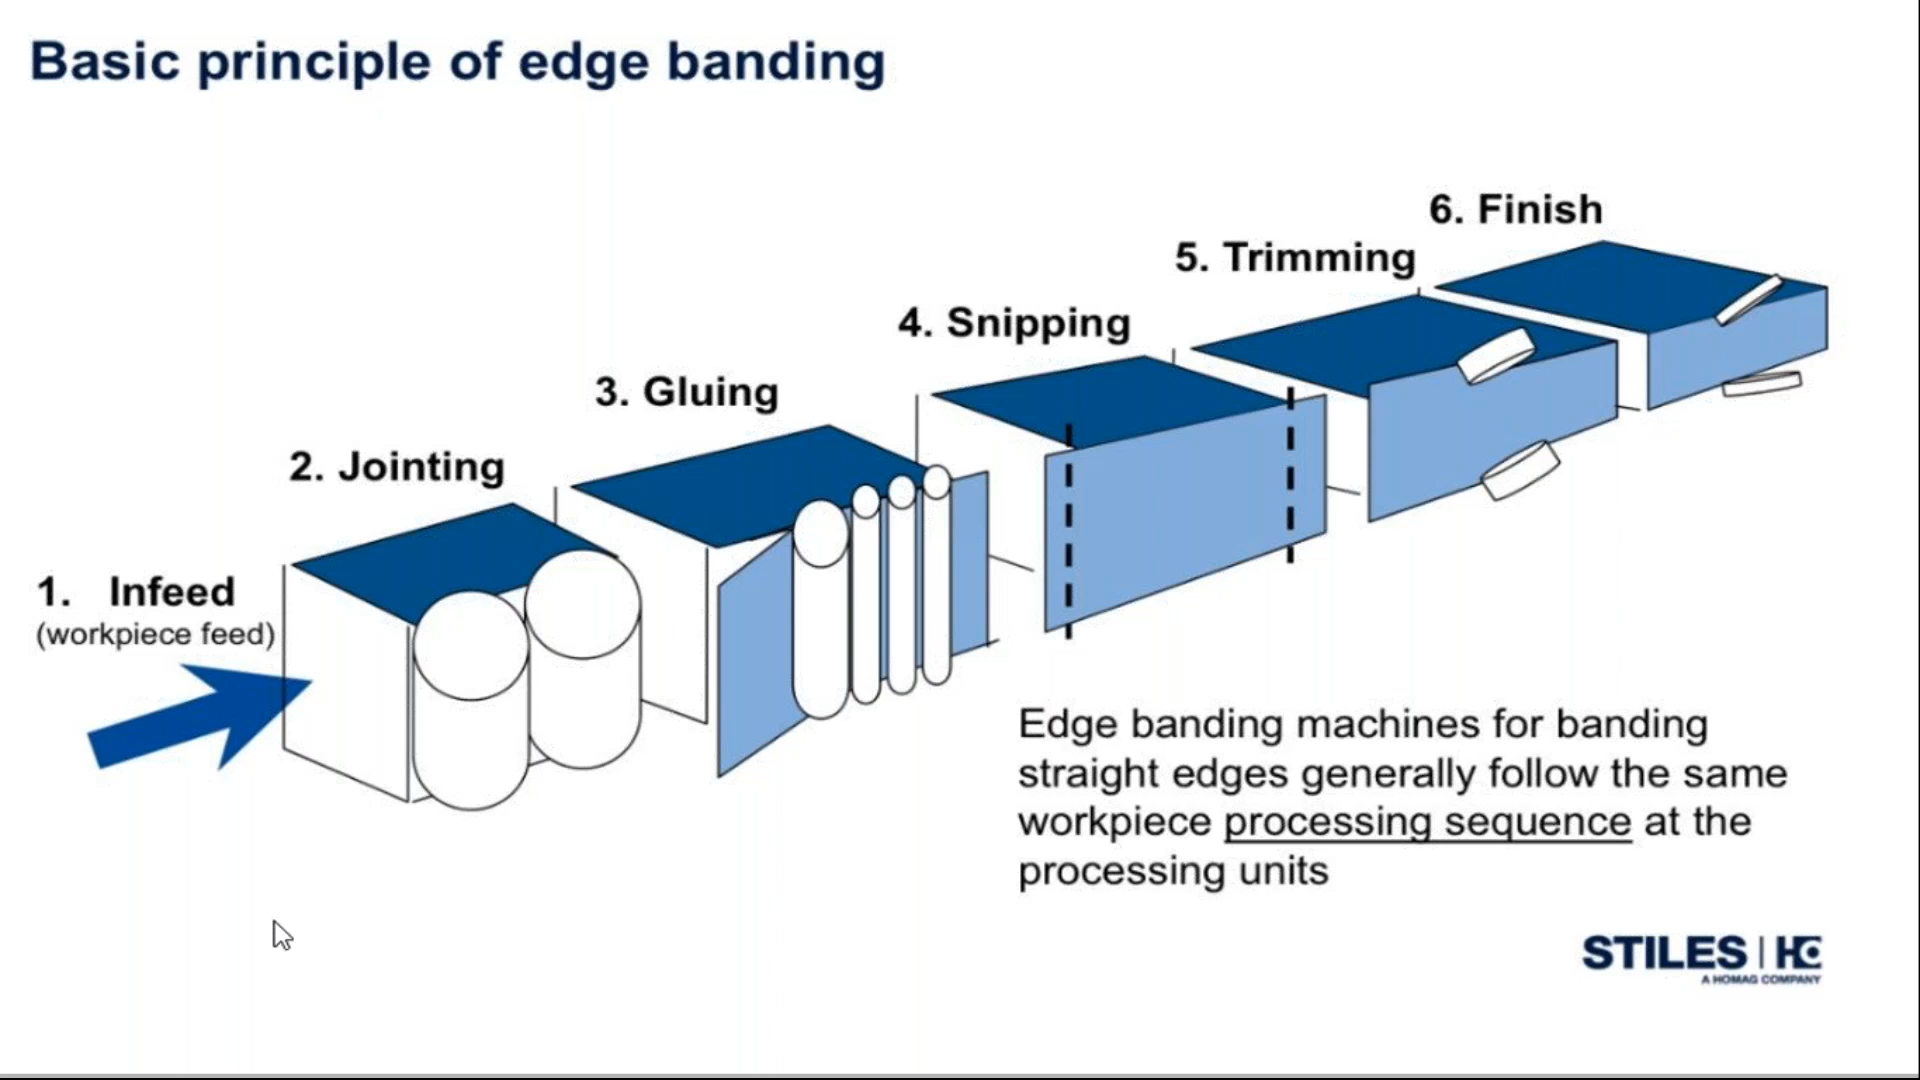 Basic principle of edge banding
6. Finish
5. Trimming
4. Snipping
3. Gluing
2. Jointing
1. Infeed
(workpiece feed)
Edge banding machines for banding
straight edges generally follow the same
workpiece processing sequence at the
processing units
STILES
A HOMAG COMPANY